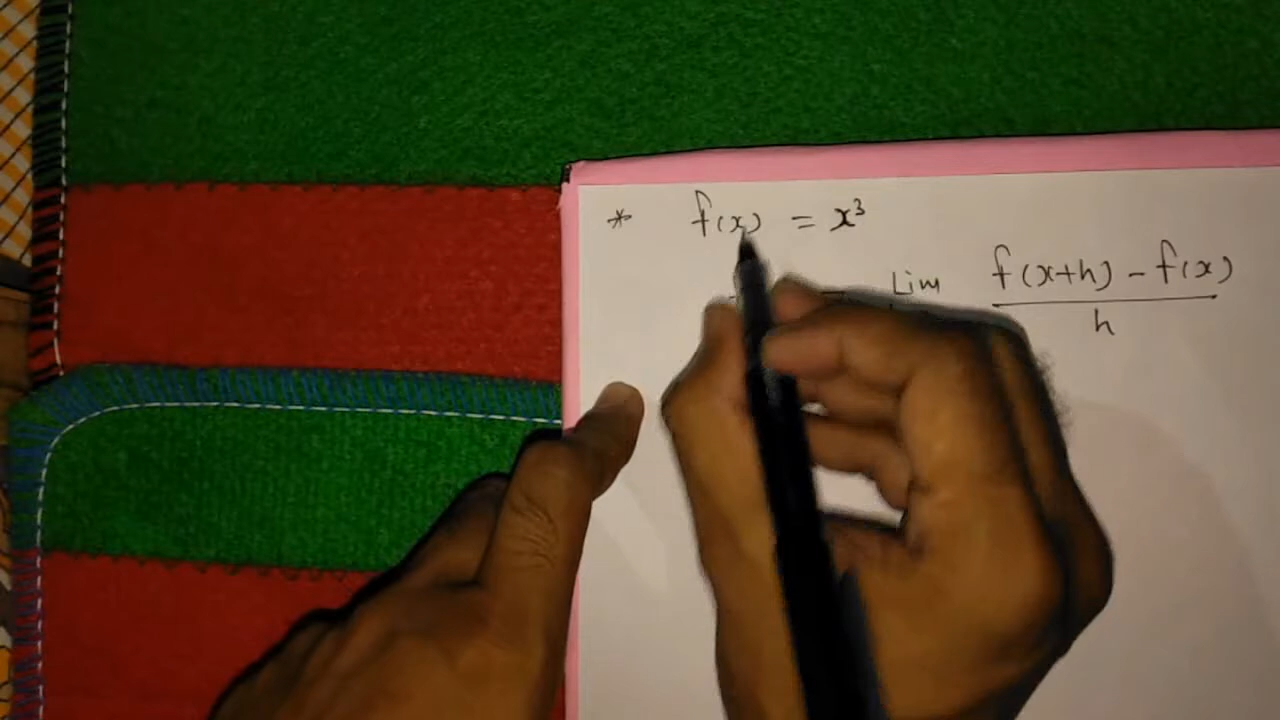 * f(x) = x³
= Lim f(x+h) - f(x)
h